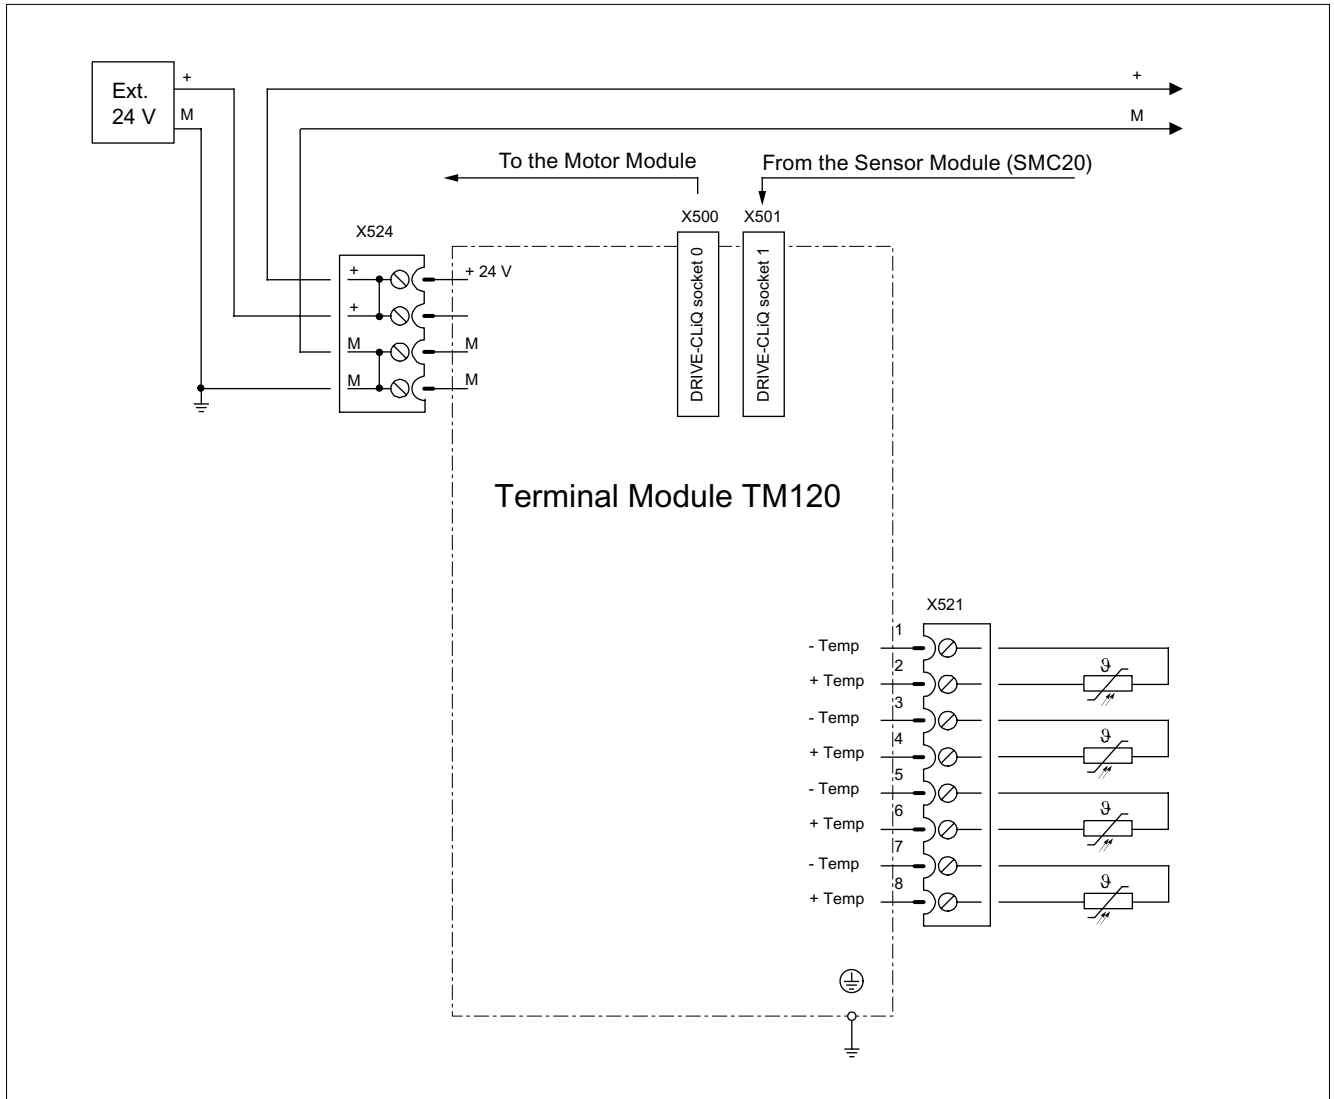 Ext.
24 V
+
M
+
M
To the Motor Module
From the Sensor Module (SMC20)
X500
X501
X524
DRIVE-CLiQ socket 0
DRIVE-CLiQ socket 1
+
+ 24 V
+
M
M
M
M
Terminal Module TM120
X521
- Temp
1
+ Temp
2
ϑ
- Temp
3
+ Temp
4
ϑ
- Temp
5
+ Temp
6
ϑ
- Temp
7
+ Temp
8
ϑ